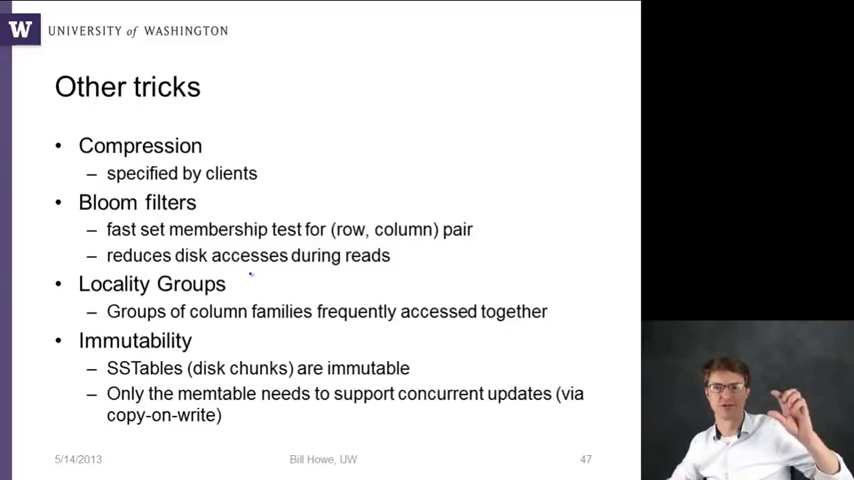 W UNIVERSITY of WASHINGTON
Other tricks
• Compression
– specified by clients
• Bloom filters
– fast set membership test for (row, column) pair
– reduces disk accesses during reads
• Locality Groups
– Groups of column families frequently accessed together
• Immutability
– SSTables (disk chunks) are immutable
– Only the memtable needs to support concurrent updates (via
copy-on-write)
5/14/2013 Bill Howe, UW 47